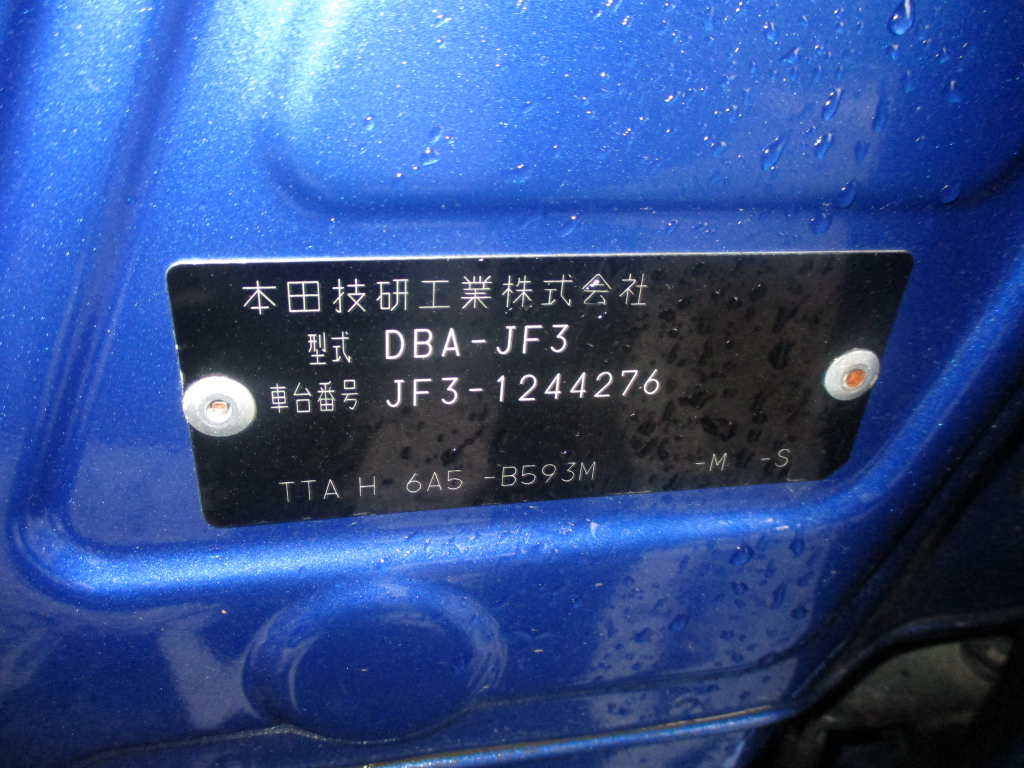 本田技研工業株式会社
型式 DBA-JF3
車台番号 JF3-1244276
TTA H 6A5 -B593M -M -S